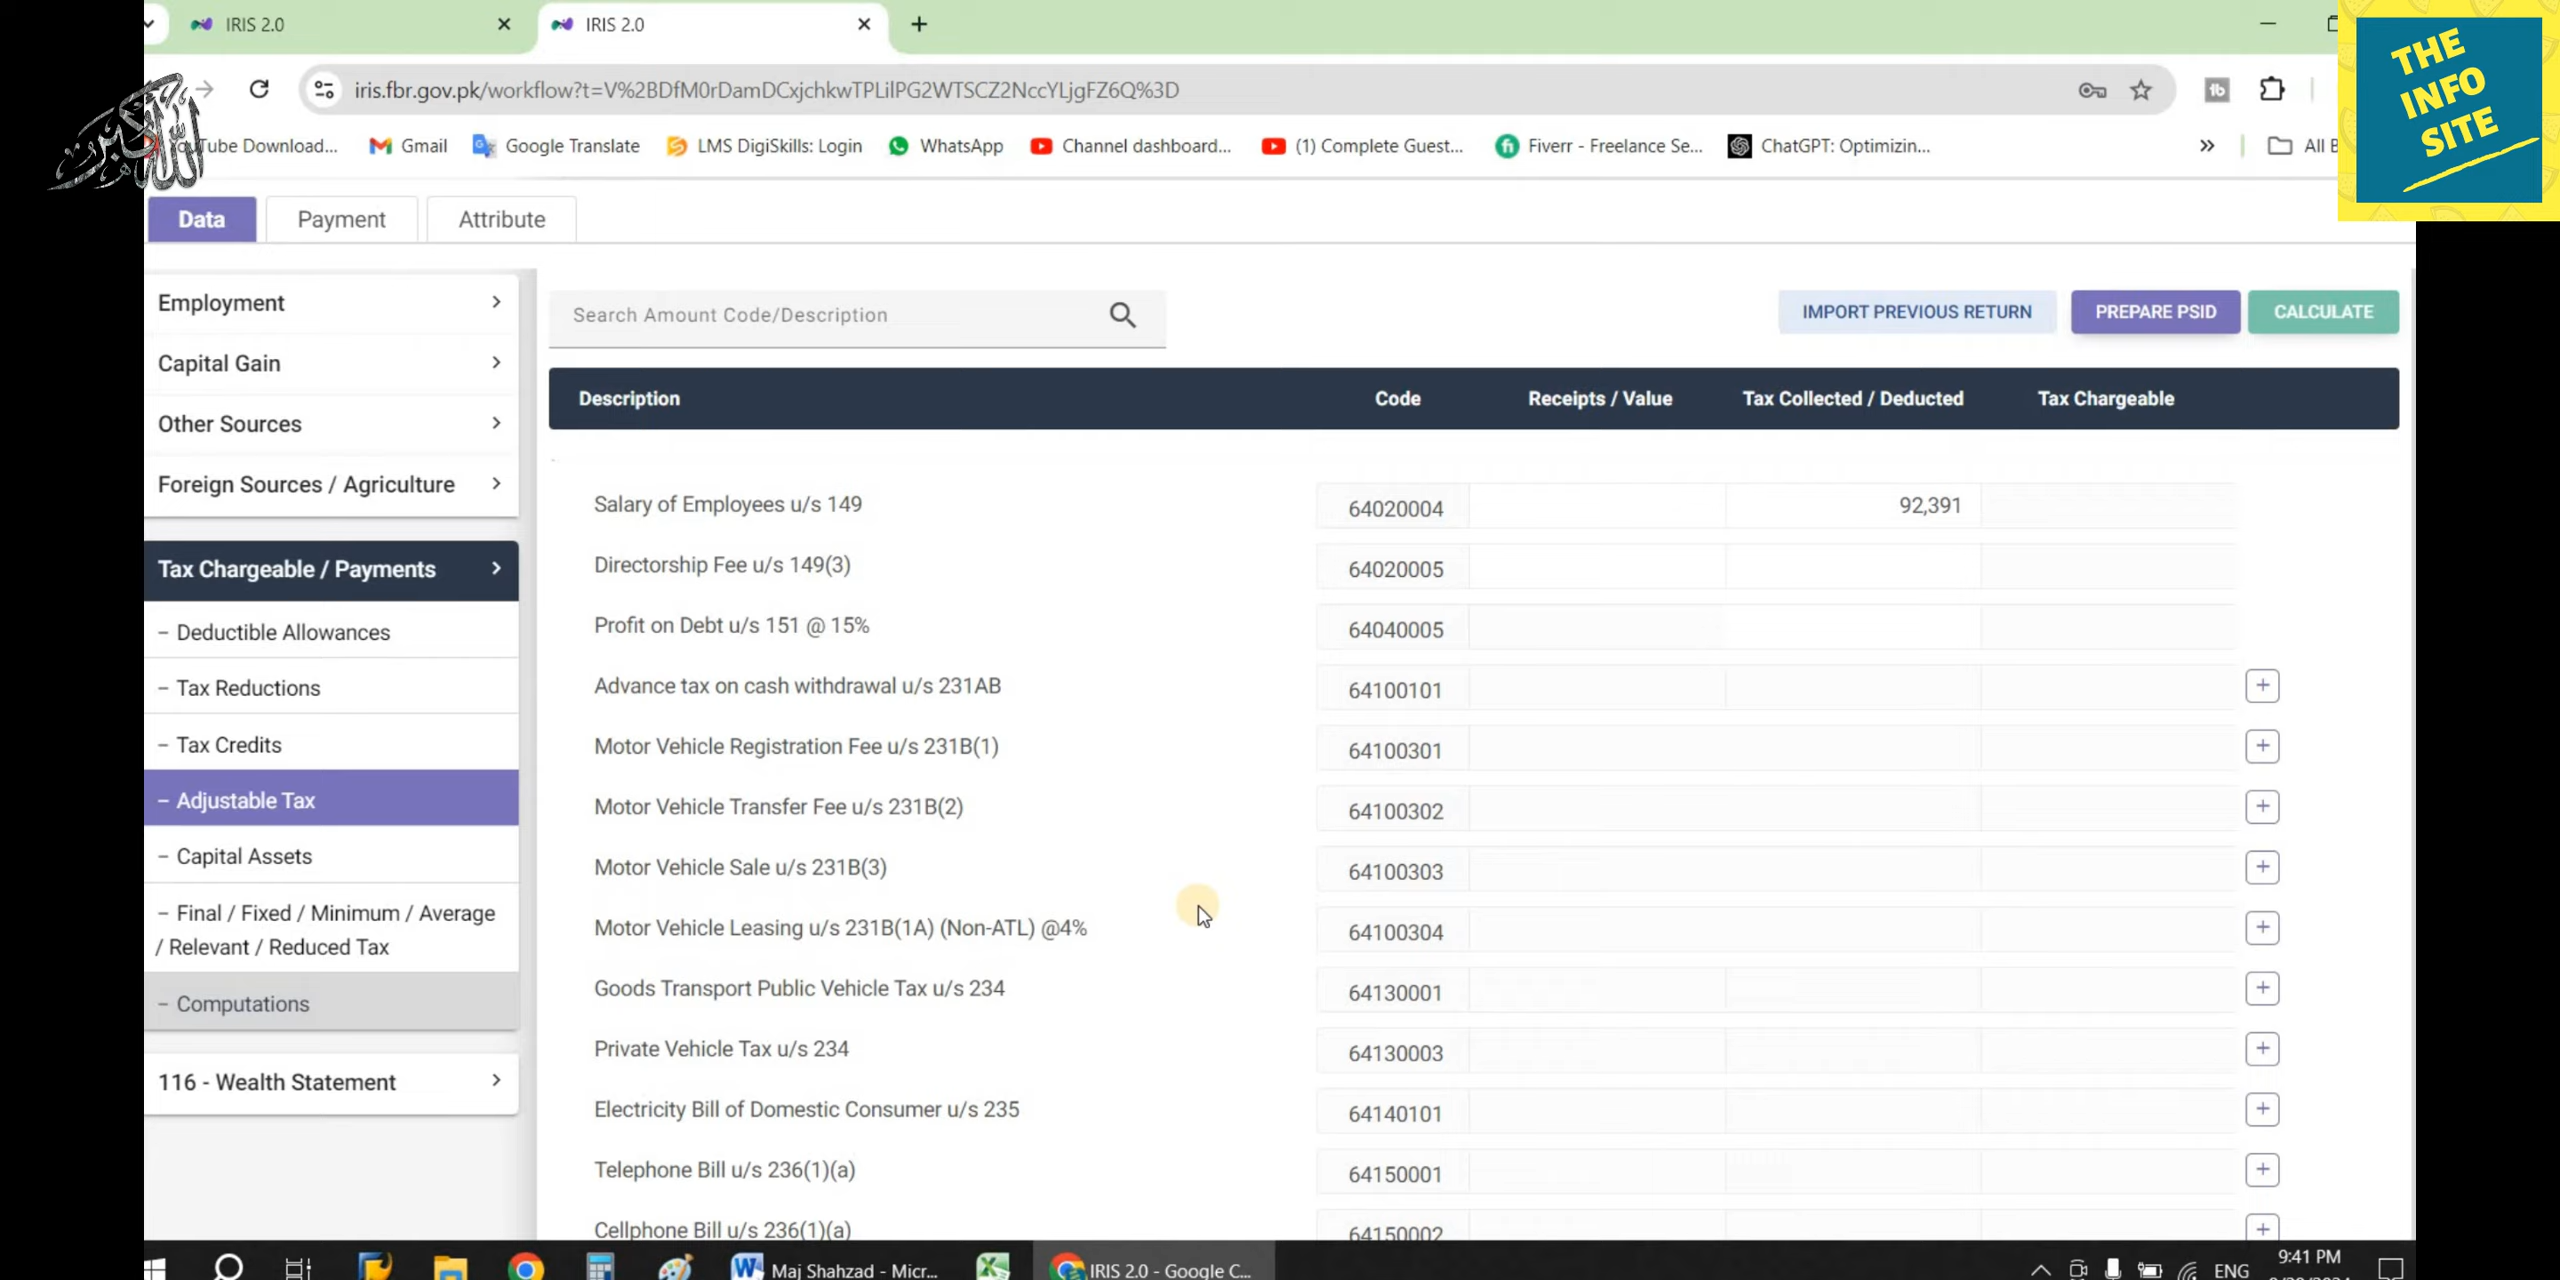 IRIS 2.0
IRIS 2.0
THE
INFO
SITE
iris.fbr.gov.pk/workflow?t=V%2BDfM0rDamDCxjchkwTPLilPG2WTSCZ2NccYLjgFZ6Q%3D
الله أكبر
Tube Download... Gmail Google Translate LMS DigiSkills: Login WhatsApp Channel dashboard... (1) Complete Guest... Fiverr - Freelance Se... ChatGPT: Optimizin... » All B
Data Payment Attribute
Employment
Capital Gain
Other Sources
Foreign Sources / Agriculture
Tax Chargeable / Payments
– Deductible Allowances
– Tax Reductions
– Tax Credits
– Adjustable Tax
– Capital Assets
– Final / Fixed / Minimum / Average
/ Relevant / Reduced Tax
– Computations
116 - Wealth Statement
Search Amount Code/Description IMPORT PREVIOUS RETURN PREPARE PSID CALCULATE
Description Code Receipts / Value Tax Collected / Deducted Tax Chargeable
Salary of Employees u/s 149 64020004 92,391
Directorship Fee u/s 149(3) 64020005
Profit on Debt u/s 151 @ 15% 64040005
Advance tax on cash withdrawal u/s 231AB 64100101 +
Motor Vehicle Registration Fee u/s 231B(1) 64100301 +
Motor Vehicle Transfer Fee u/s 231B(2) 64100302 +
Motor Vehicle Sale u/s 231B(3) 64100303 +
Motor Vehicle Leasing u/s 231B(1A) (Non-ATL) @4% 64100304 +
Goods Transport Public Vehicle Tax u/s 234 64130001 +
Private Vehicle Tax u/s 234 64130003 +
Electricity Bill of Domestic Consumer u/s 235 64140101 +
Telephone Bill u/s 236(1)(a) 64150001 +
Cellphone Bill u/s 236(1)(a) 64150002 +
Maj Shahzad - Micr... IRIS 2.0 - Google C... ENG 9:41 PM